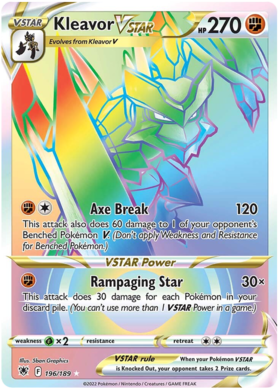 VSTAR Kleavor VSTAR HP 270
Evolves from Kleavor V
Axe Break 120
This attack also does 60 damage to 1 of your opponent's
Benched Pokémon V. (Don't apply Weakness and Resistance
for Benched Pokémon.)
VSTAR Power
Rampaging Star 30×
This attack does 30 damage for each Pokémon in your
discard pile. (You can't use more than 1 VSTAR Power in a game.)
weakness ×2 resistance retreat
Illus. 5ban Graphics
F 196/189
VSTAR rule When your Pokémon VSTAR
is Knocked Out, your opponent takes 2 Prize cards.
©2022 Pokémon / Nintendo / Creatures / GAME FREAK